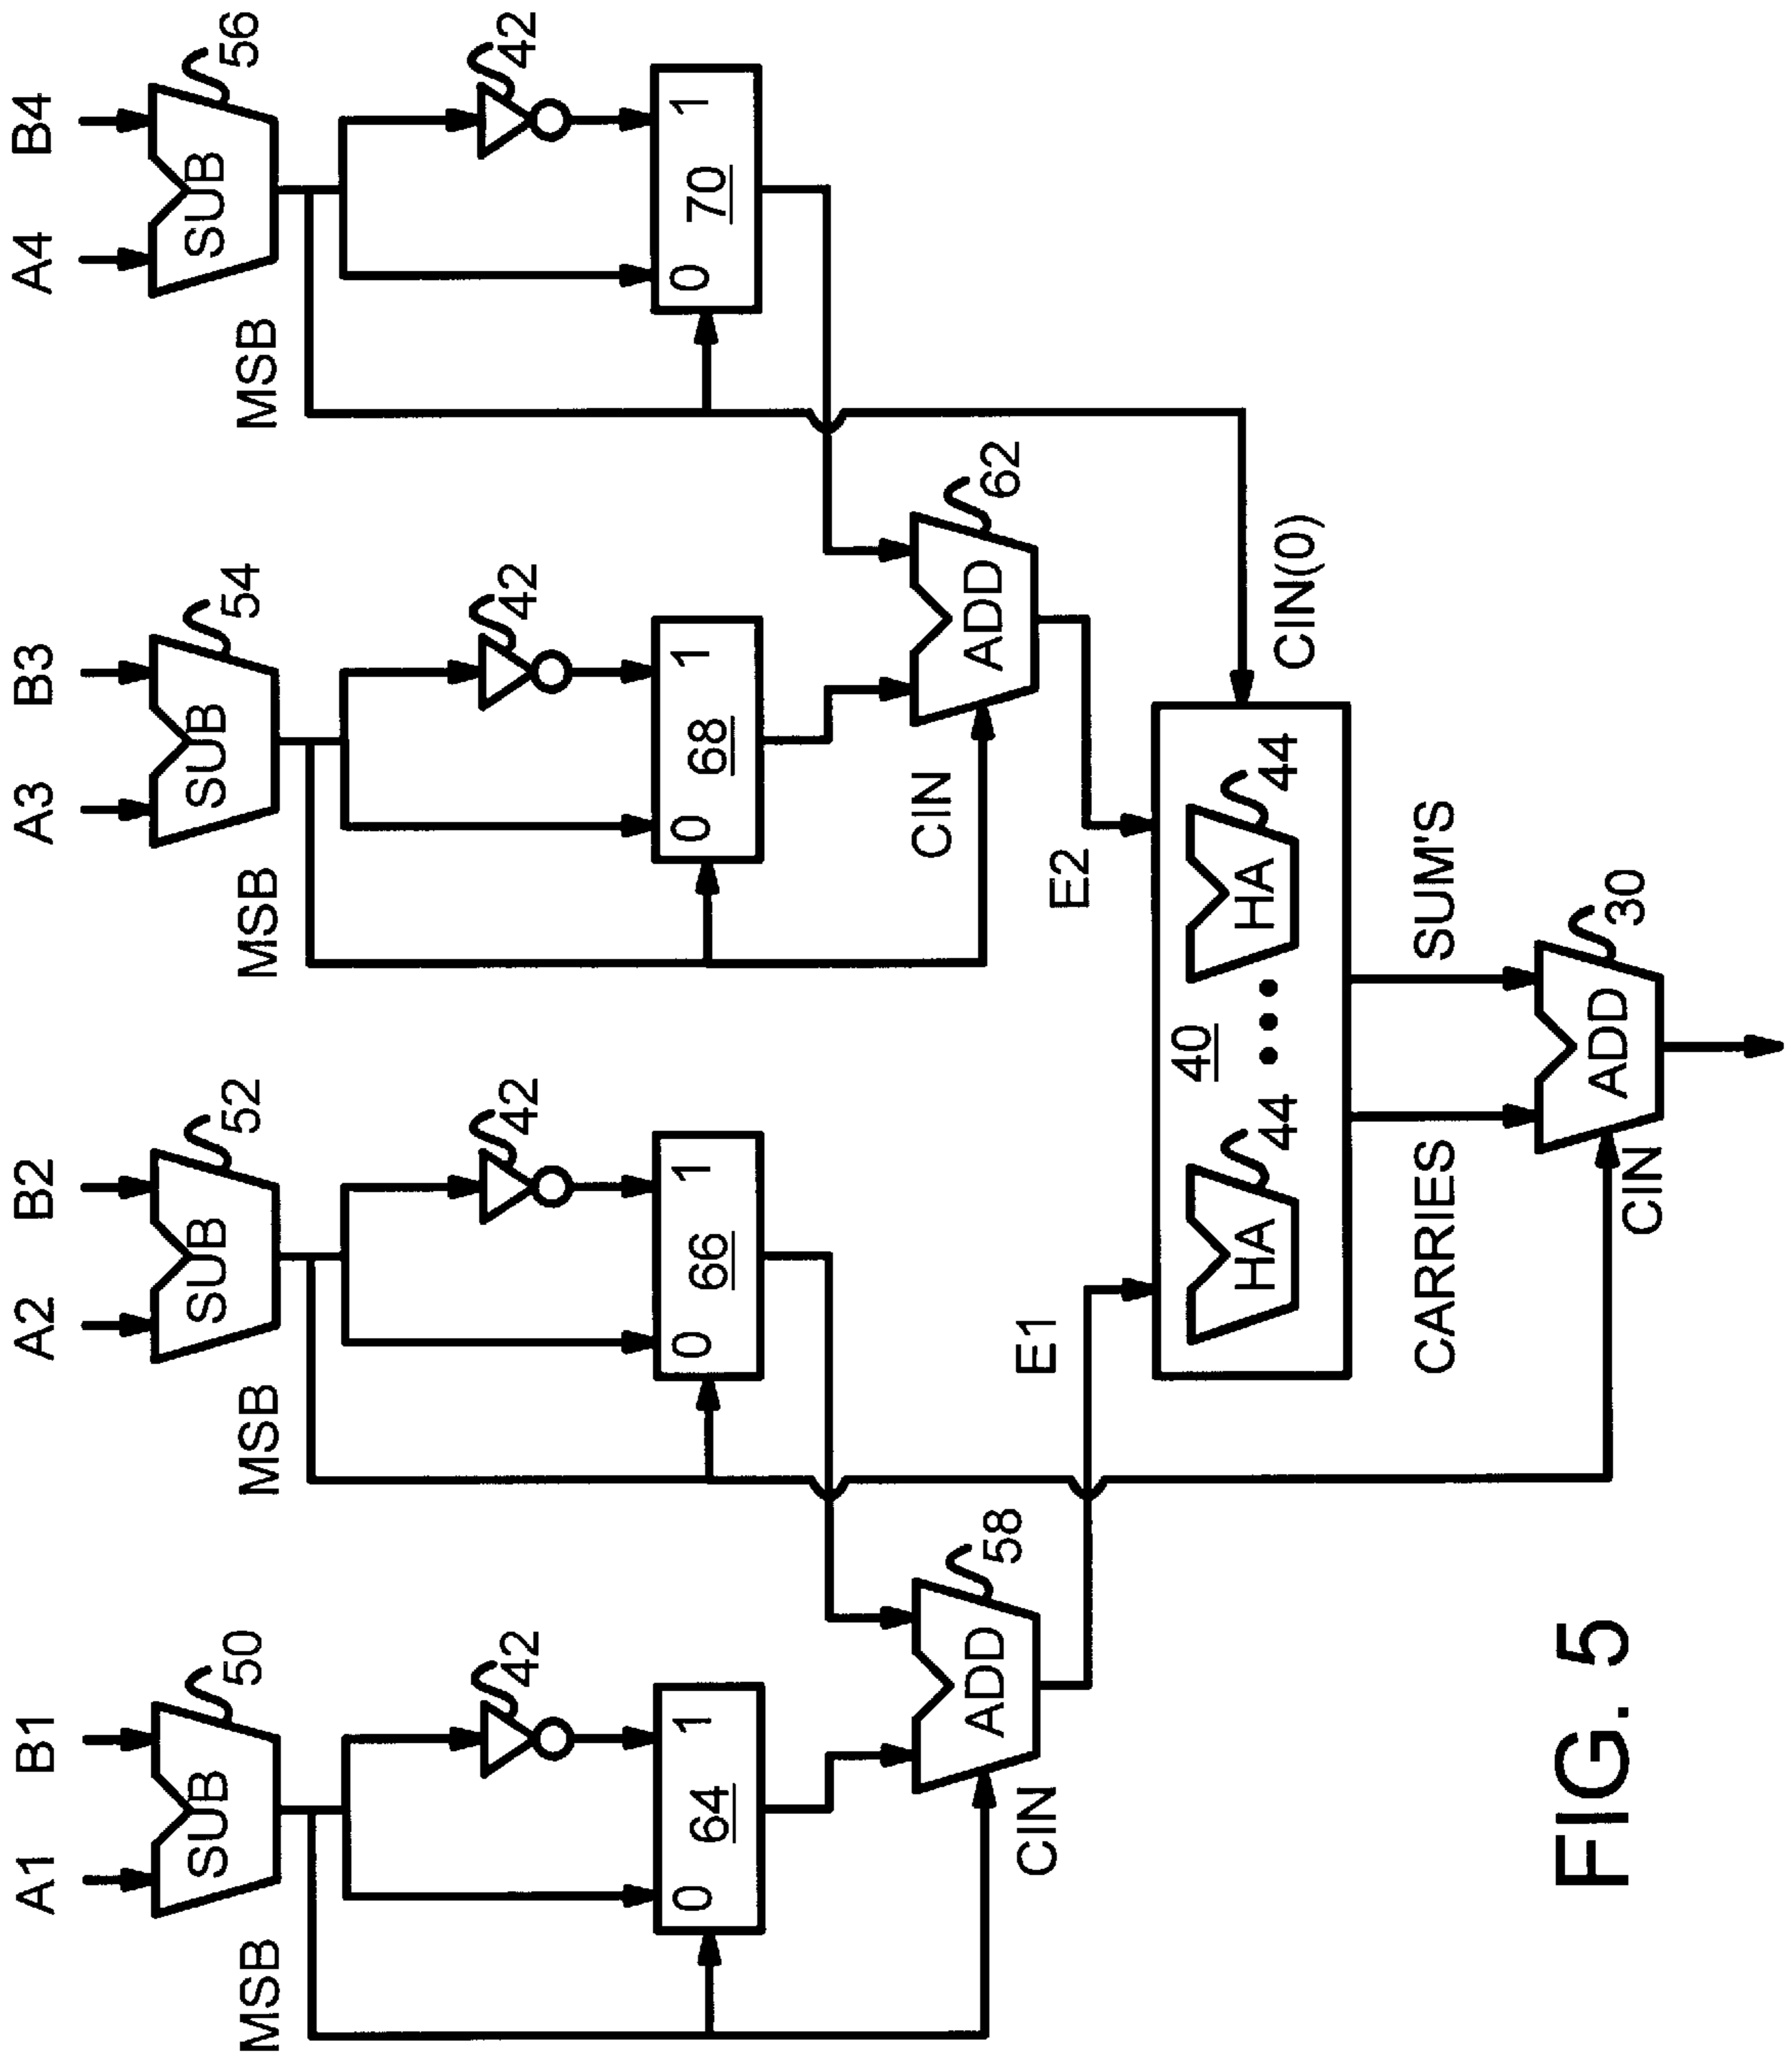 A1 B1 A2 B2 A3 B3 A4 B4
SUB 50 SUB 52 SUB 54 SUB 56
MSB MSB MSB MSB
42 42 42 42
0 64 1 0 66 1 0 68 1 0 70 1
ADD 58 ADD 62
CIN CIN
E1 E2
40
HA 44 HA 44
CIN(0)
CARRIES SUM'S
ADD 30
CIN
FIG. 5